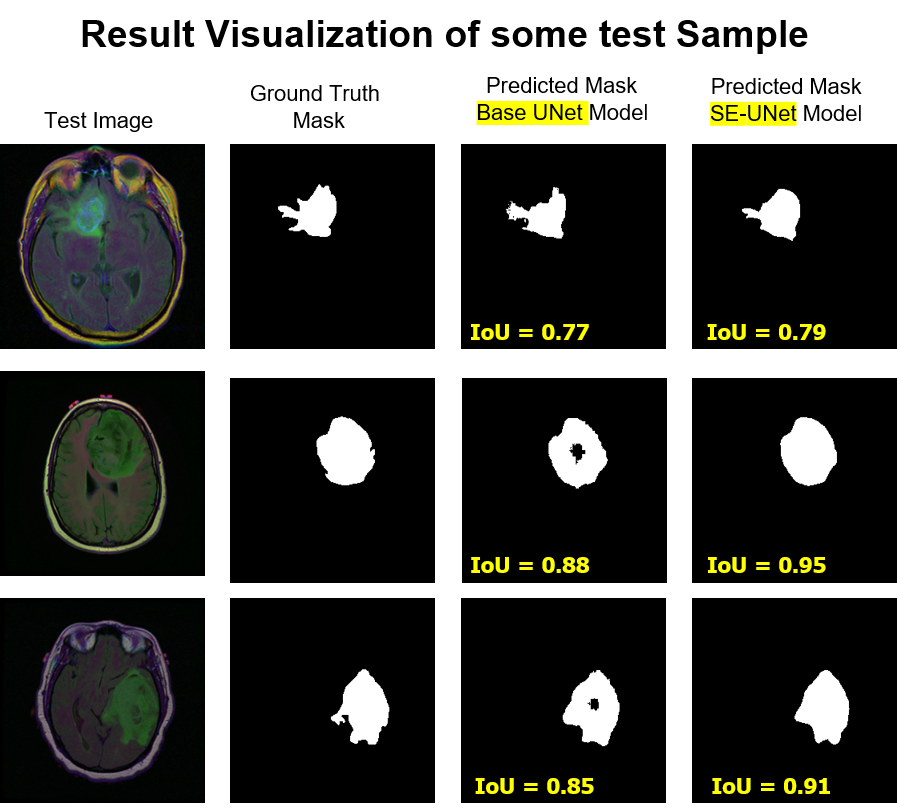 Result Visualization of some test Sample
Test Image
Ground Truth
Mask
Predicted Mask
Base UNet Model
Predicted Mask
SE-UNet Model
IoU = 0.77
IoU = 0.79
IoU = 0.88
IoU = 0.95
IoU = 0.85
IoU = 0.91